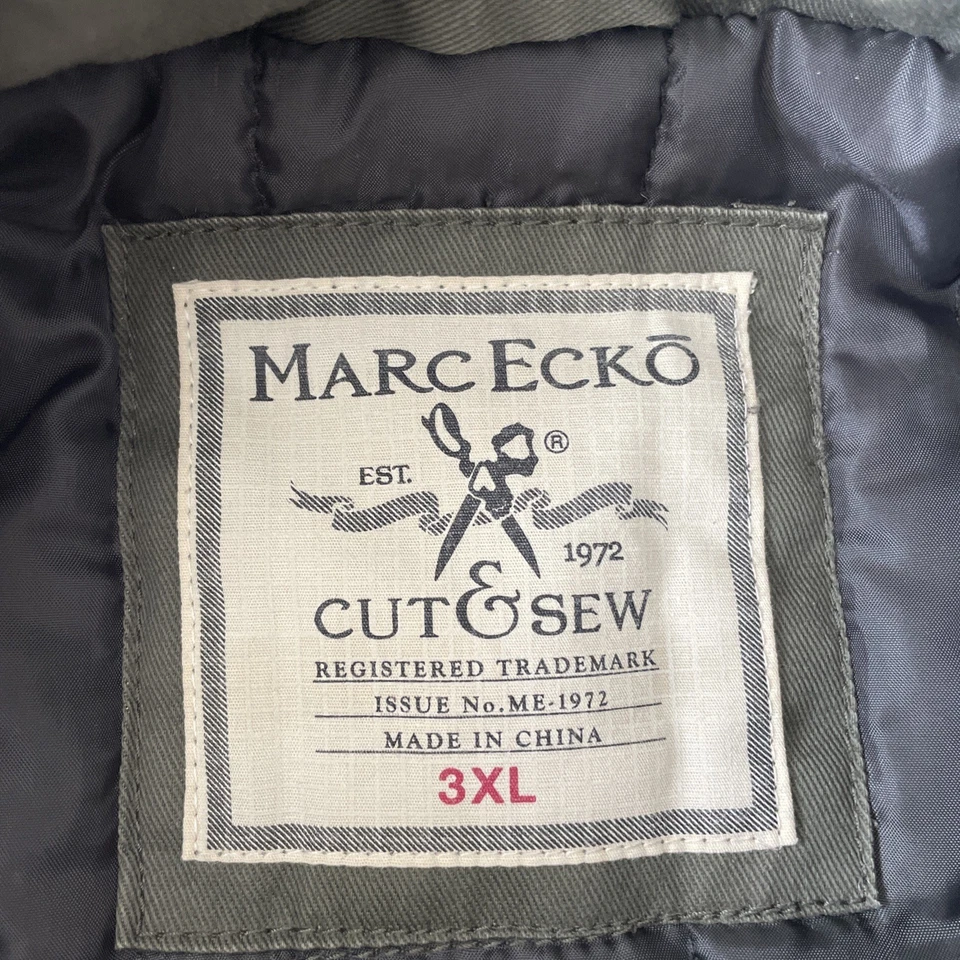 MARC ECKŌ
®
EST.
1972
CUT & SEW
REGISTERED TRADEMARK
ISSUE No. ME-1972
MADE IN CHINA
3XL